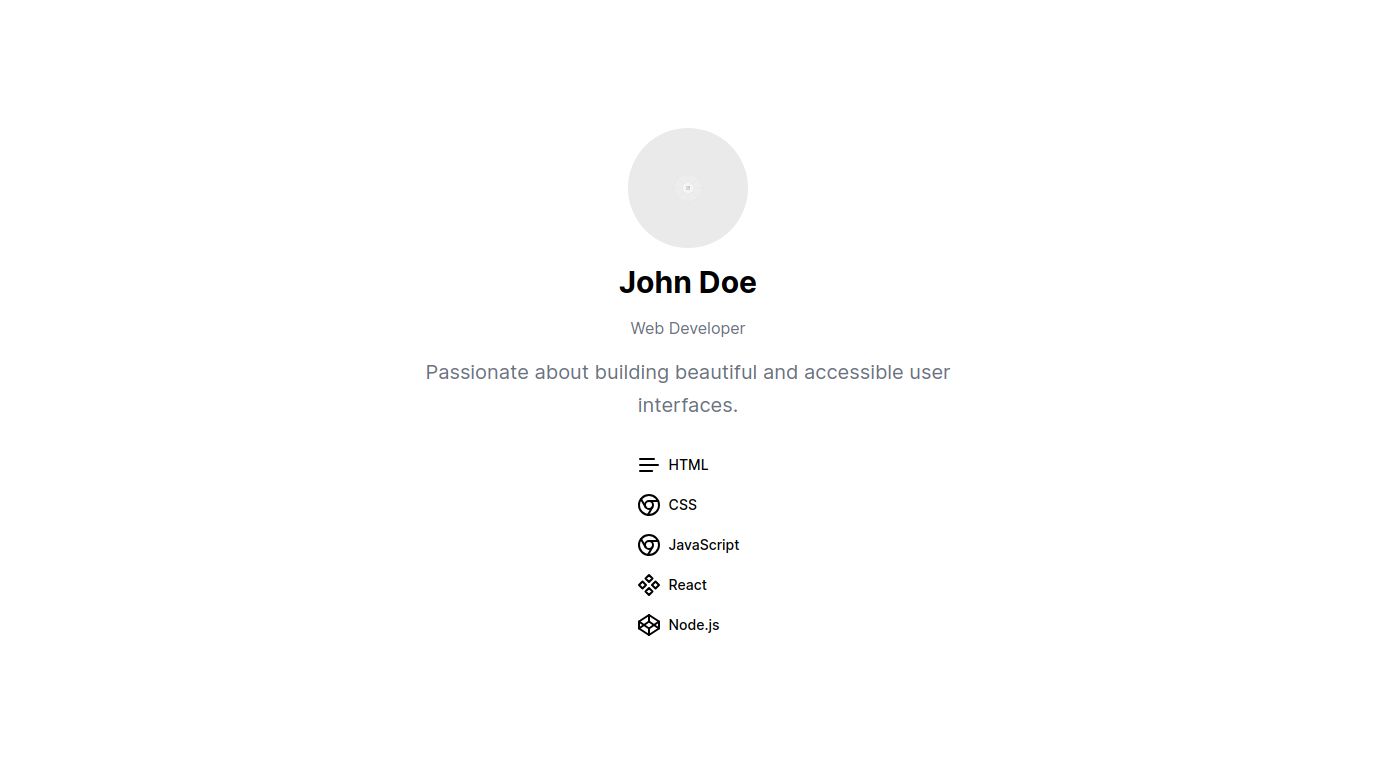 John Doe
Web Developer
Passionate about building beautiful and accessible user
interfaces.
HTML
CSS
JavaScript
React
Node.js